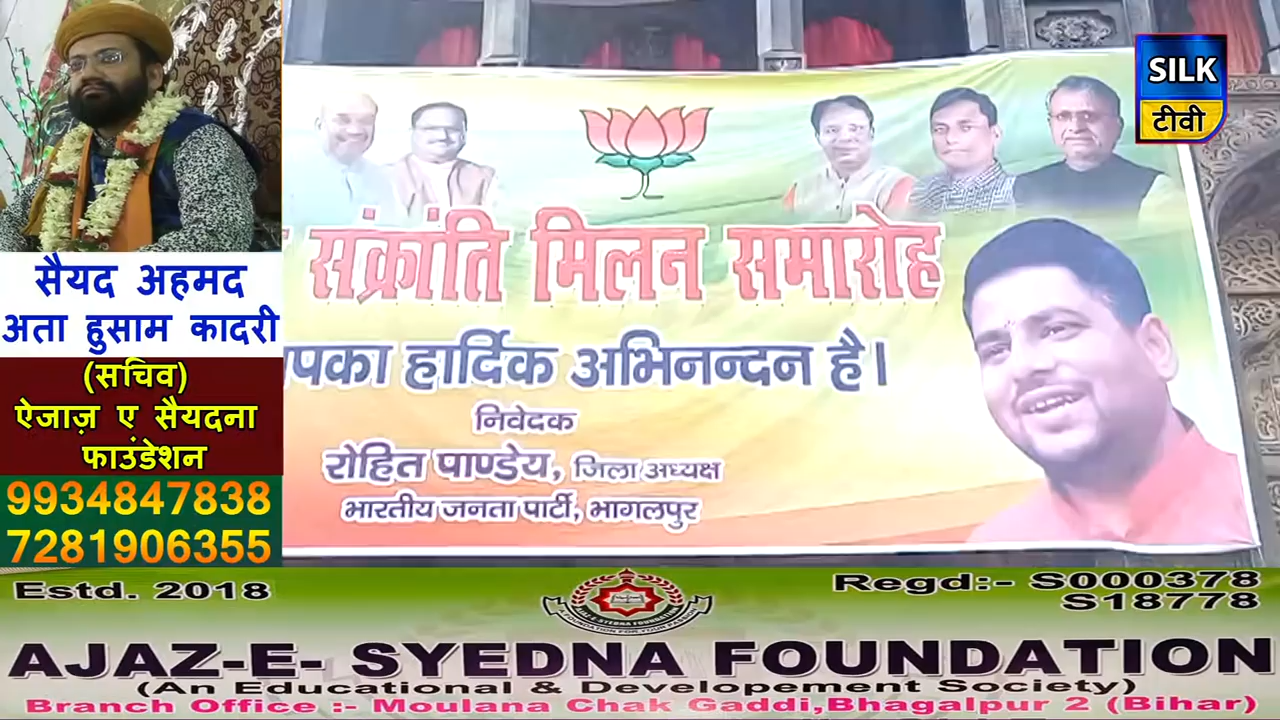 SILK
टीवी
संक्रांति मिलन समारोह
हार्दिक अभिनन्दन है।
निवेदक
रोहित पाण्डेय, जिला अध्यक्ष
भारतीय जनता पार्टी, भागलपुर
सैयद अहमद
अता हुसाम कादरी
(सचिव)
ऐजाज़ ए सैयदना
फाउंडेशन
9934847838
7281906355
Estd. 2018
Regd:- S000378
S18778
AJAZ-E- SYEDNA FOUNDATION
(An Educational & Developement Society)
Branch Office :- Moulana Chak Gaddi,Bhagalpur 2 (Bihar)